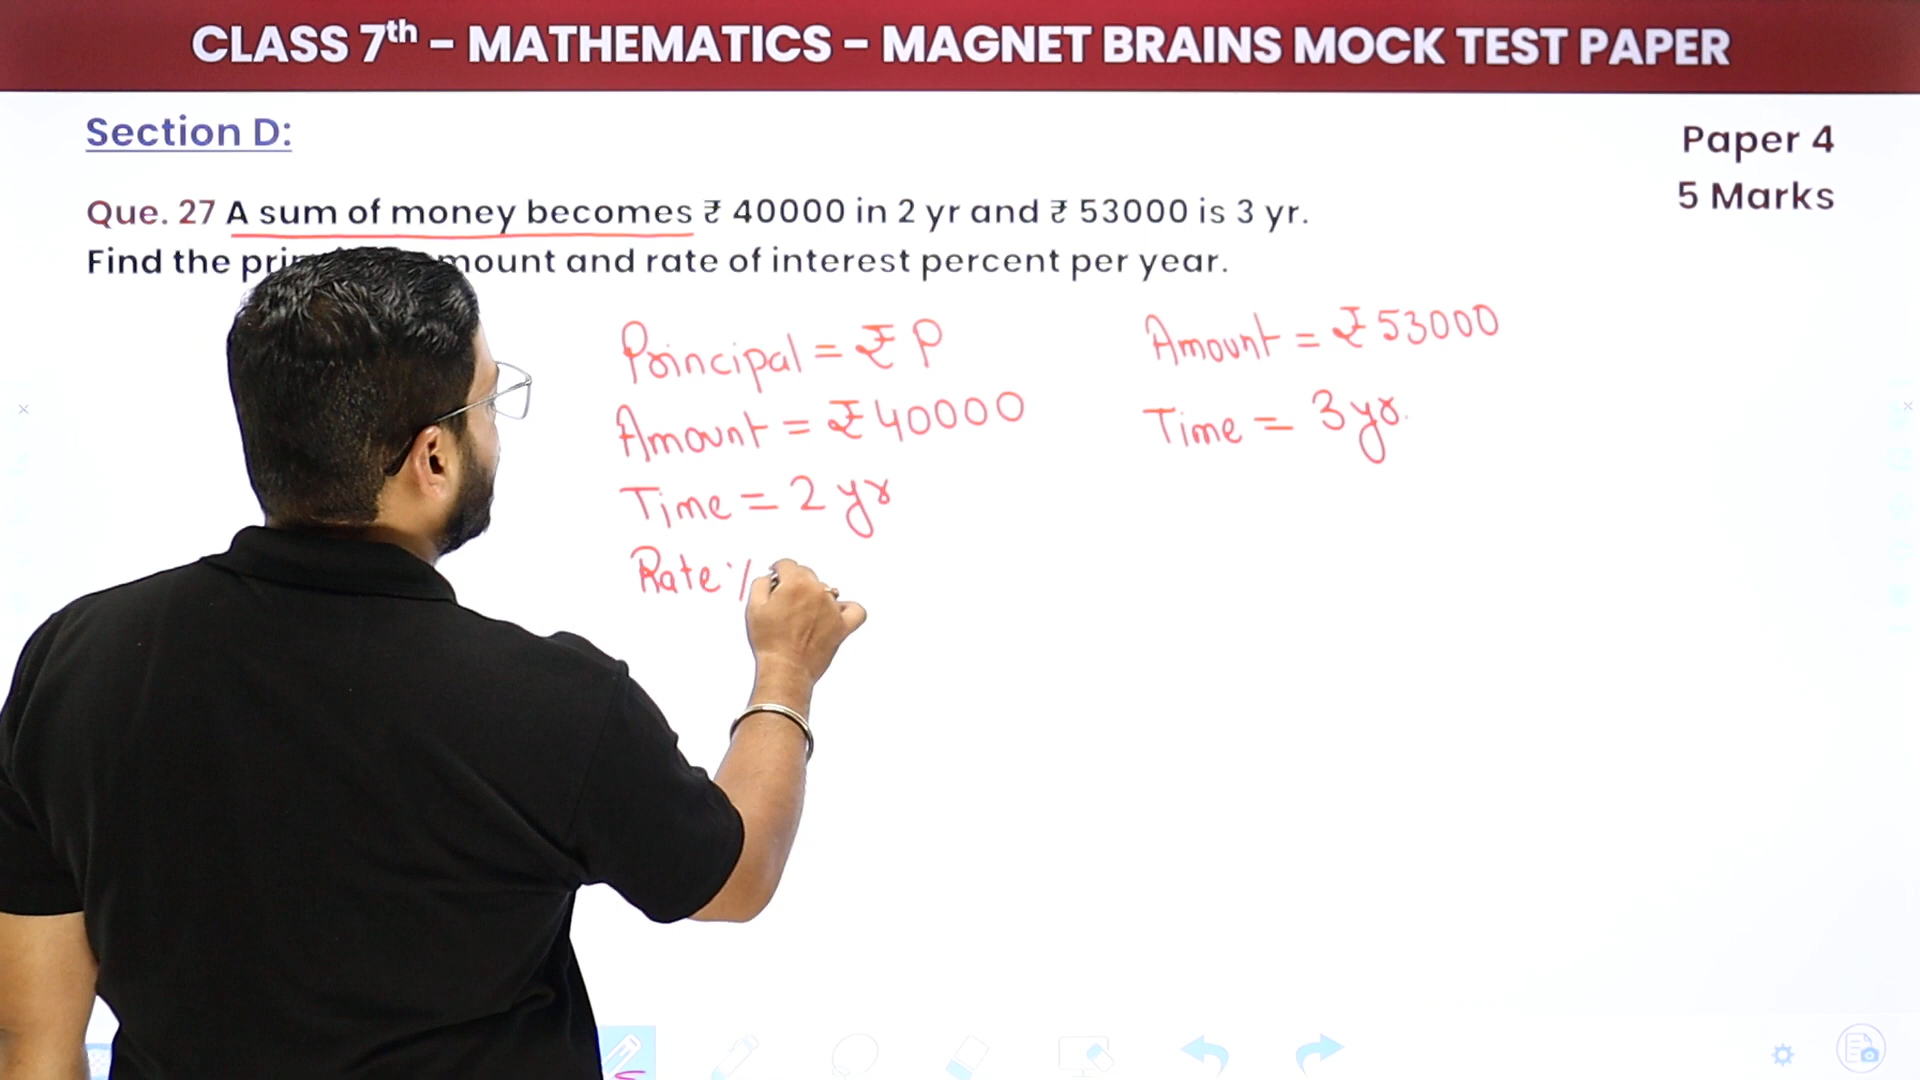 CLASS 7th – MATHEMATICS – MAGNET BRAINS MOCK TEST PAPER
Section D:
Paper 4
5 Marks
Que. 27 A sum of money becomes ₹ 40000 in 2 yr and ₹ 53000 is 3 yr.
Find the mount and rate of interest percent per year.
Principal = ₹ P
Amount = ₹ 40000
Time = 2 yr
Rate %
Amount = ₹ 53000
Time = 3 yr.